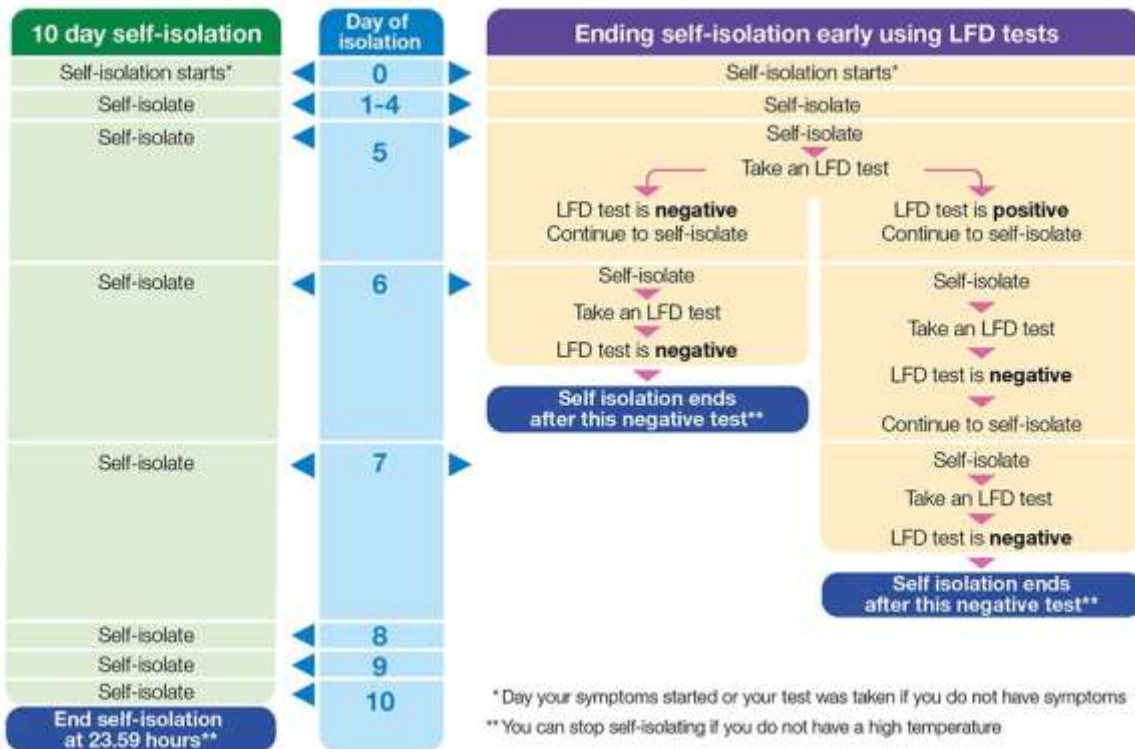 10 day self-isolation
Self-isolation starts*
Self-isolate
Self-isolate
Self-isolate
Self-isolate
Self-isolate
Self-isolate
Self-isolate
End self-isolation
at 23.59 hours**
Day of
isolation
0
1-4
5
6
7
8
9
10
Ending self-isolation early using LFD tests
Self-isolation starts*
Self-isolate
Self-isolate
Take an LFD test
LFD test is negative
Continue to self-isolate
Self-isolate
Take an LFD test
LFD test is negative
Self isolation ends
after this negative test**
LFD test is positive
Continue to self-isolate
Self-isolate
Take an LFD test
LFD test is negative
Continue to self-isolate
Self-isolate
Take an LFD test
LFD test is negative
Self isolation ends
after this negative test**
* Day your symptoms started or your test was taken if you do not have symptoms
** You can stop self-isolating if you do not have a high temperature